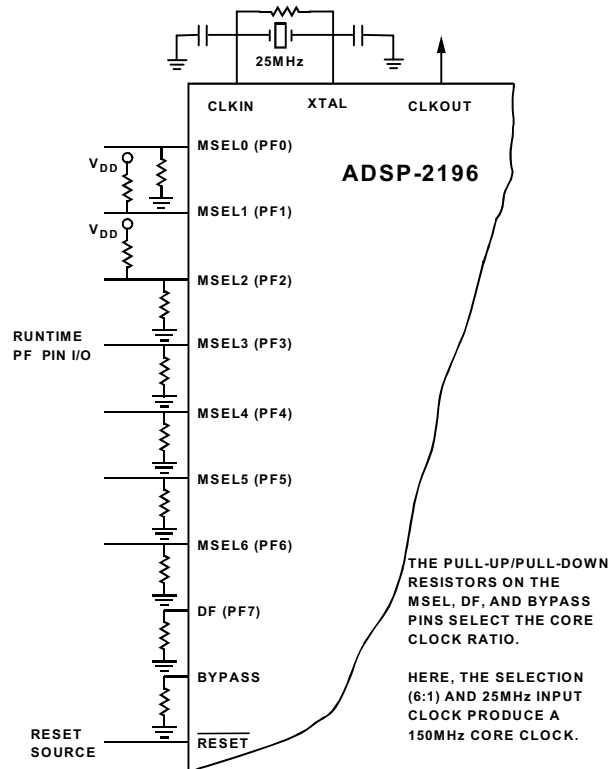 25MHz
CLKIN
XTAL
CLKOUT
MSEL0 (PF0)
ADSP-2196
VDD
MSEL1 (PF1)
VDD
MSEL2 (PF2)
RUNTIME
PF PIN I/O
MSEL3 (PF3)
MSEL4 (PF4)
MSEL5 (PF5)
MSEL6 (PF6)
THE PULL-UP/PULL-DOWN
RESISTORS ON THE
MSEL, DF, AND BYPASS
PINS SELECT THE CORE
CLOCK RATIO.
DF (PF7)
BYPASS
HERE, THE SELECTION
(6:1) AND 25MHz INPUT
CLOCK PRODUCE A
150MHz CORE CLOCK.
RESET
SOURCE
RESET